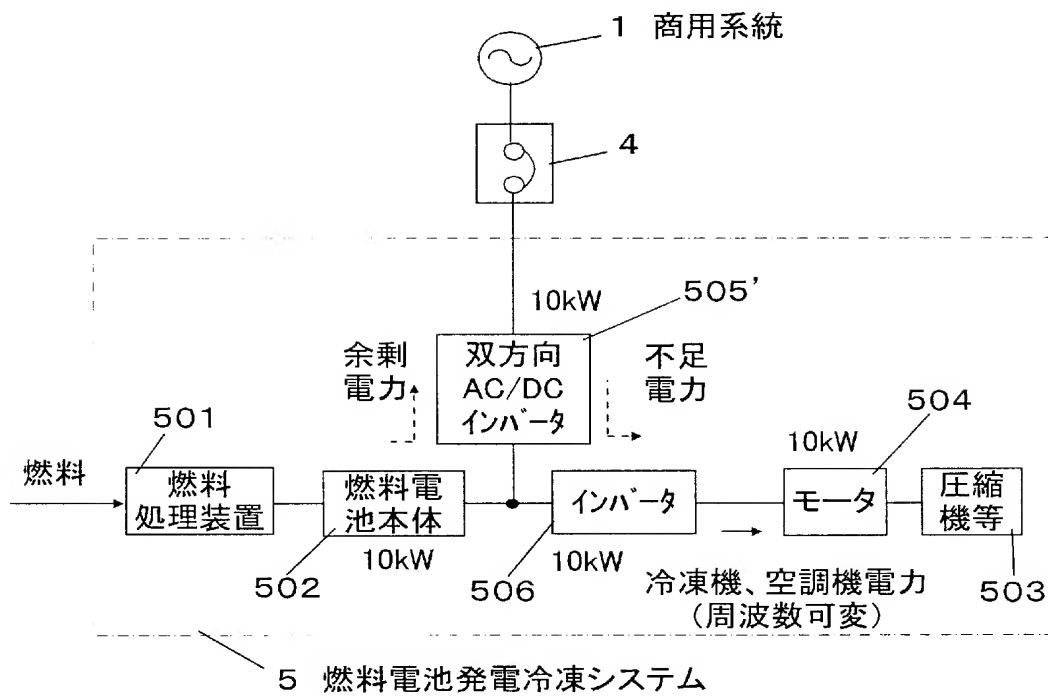 1 商用系統
4
10kW
505’
余剰
電力
双方向
AC/DC
インバータ
不足
電力
501
504
10kW
燃料
燃料
処理装置
燃料電
池本体
インバータ
モータ
圧縮
機等
502
10kW
506
10kW
冷凍機、空調機電力
(周波数可変)
503
5 燃料電池発電冷凍システム